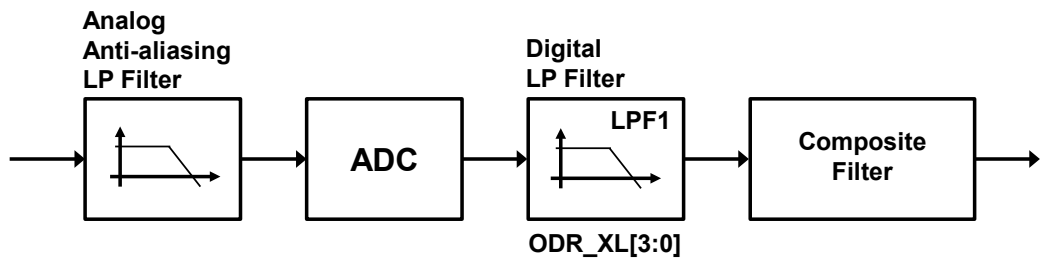 Analog
Anti-aliasing
LP Filter
ADC
Digital
LP Filter
LPF1
ODR_XL[3:0]
Composite
Filter